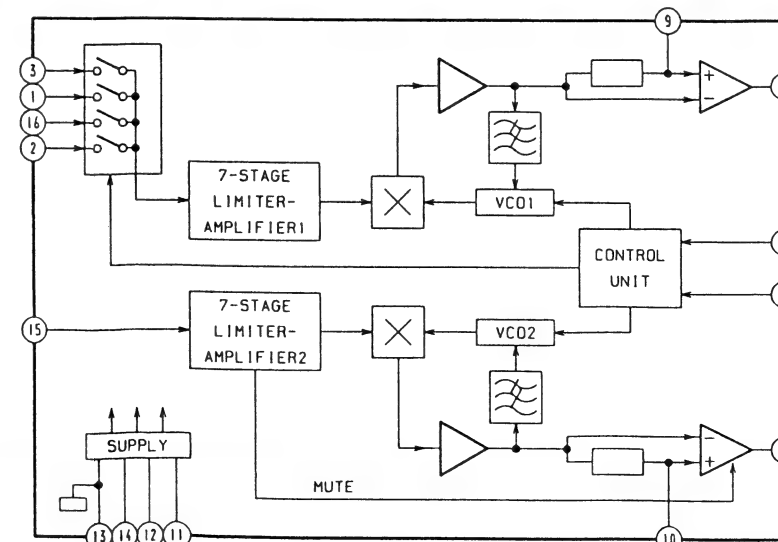 9
3
1
16
2
+
−
7-STAGE
LIMITER-
AMPLIFIER1
VCO1
CONTROL
UNIT
7-STAGE
LIMITER-
AMPLIFIER2
15
VCO2
SUPPLY
−
+
MUTE
13
14
12
11
10